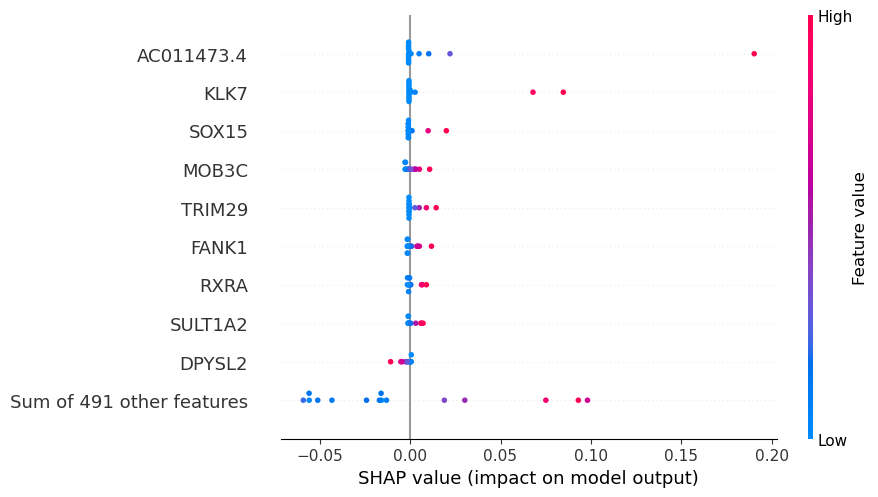 High
AC011473.4
KLK7
SOX15
MOB3C
TRIM29
FANK1
RXRA
SULT1A2
DPYSL2
Sum of 491 other features
Feature value
Low
−0.05 0.00 0.05 0.10 0.15 0.20
SHAP value (impact on model output)